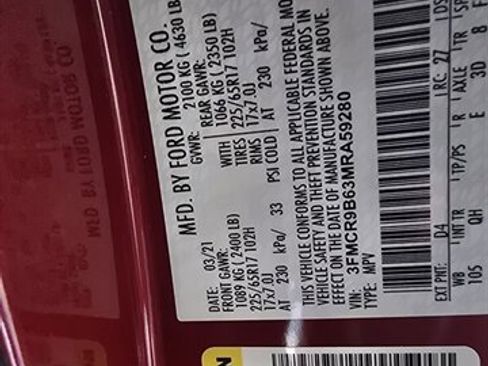 MFD. BY FORD MOTOR CO.
DATE: 03/21 GVWR: 2100 KG ( 4630 LB
FRONT GAWR: REAR GAWR:
1089 KG ( 2400 LB) WITH 1066 KG ( 2350 LB)
225/65R17 102H TIRES 225/65R17 102H
17x7.0J RIMS 17x7.0J
AT 230 kPa/ 33 PSI COLD AT 230 kPa/
THIS VEHICLE CONFORMS TO ALL APPLICABLE FEDERAL MO
VEHICLE SAFETY AND THEFT PREVENTION STANDARDS IN
EFFECT ON THE DATE OF MANUFACTURE SHOWN ABOVE.
VIN: 3FMCR9B63MRA59280
TYPE: MPV
EXT PNT: D4 RC: 27 DS
WB INT TR TP/PS R AXLE TR SP
105 QH E 3D 8 F
N